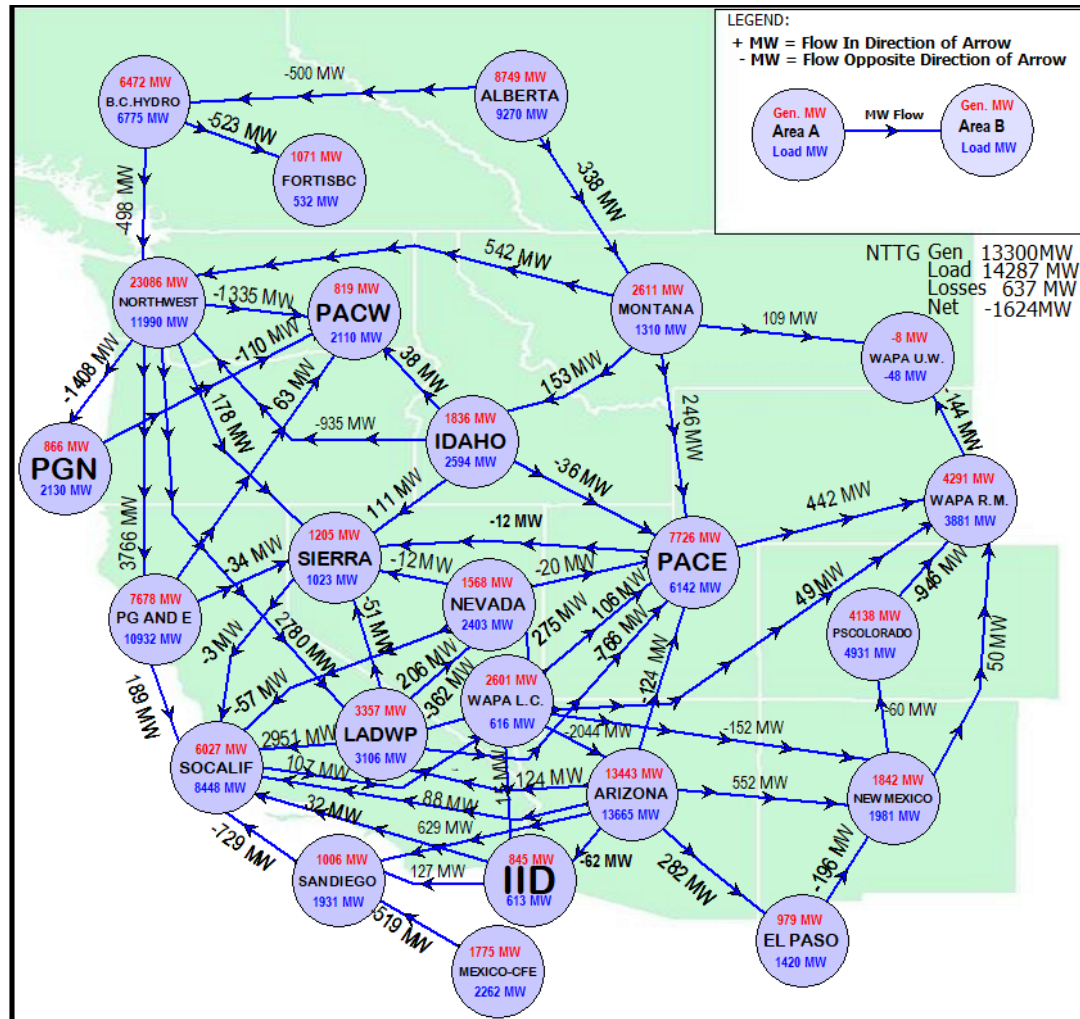 LEGEND:
+ MW = Flow In Direction of Arrow
- MW = Flow Opposite Direction of Arrow
Gen. MW
Area A
Load MW
MW Flow
Gen. MW
Area B
Load MW
NTTG Gen 13300MW
Load 14287 MW
Losses 637 MW
Net -1624MW
6472 MW
B.C.HYDRO
6775 MW
-500 MW
8749 MW
ALBERTA
9270 MW
-523 MW
1071 MW
FORTISBC
532 MW
-338 MW
-498 MW
542 MW
23086 MW
NORTHWEST
11990 MW
-1335 MW
819 MW
PACW
2110 MW
2611 MW
MONTANA
1310 MW
109 MW
-8 MW
WAPA U.W.
-48 MW
-1408 MW
-110 MW
63 MW
38 MW
153 MW
246 MW
-144 MW
178 MW
-935 MW
866 MW
PGN
2130 MW
1836 MW
IDAHO
2594 MW
-36 MW
111 MW
442 MW
4291 MW
WAPA R.M.
3881 MW
3766 MW
-12 MW
1205 MW
SIERRA
1023 MW
-12MW
-20 MW
7726 MW
PACE
6142 MW
34 MW
7678 MW
PG AND E
10932 MW
1568 MW
NEVADA
2403 MW
-51 MW
275 MW
106 MW
-766 MW
49 MW
-946 MW
4138 MW
PSCOLORADO
4931 MW
50 MW
-3 MW
2780 MW
189 MW
-57 MW
206 MW
-362 MW
2601 MW
WAPA L.C.
616 MW
-124 MW
-60 MW
3357 MW
LADWP
3106 MW
2951 MW
-2044 MW
-152 MW
6027 MW
SOCALIF
8448 MW
107 MW
124 MW
13443 MW
ARIZONA
13665 MW
552 MW
1842 MW
NEW MEXICO
1981 MW
88 MW
32 MW
629 MW
-729 MW
-62 MW
282 MW
-196 MW
1006 MW
SAN DIEGO
1931 MW
127 MW
845 MW
IID
613 MW
-519 MW
979 MW
EL PASO
1420 MW
1775 MW
MEXICO-CFE
2262 MW